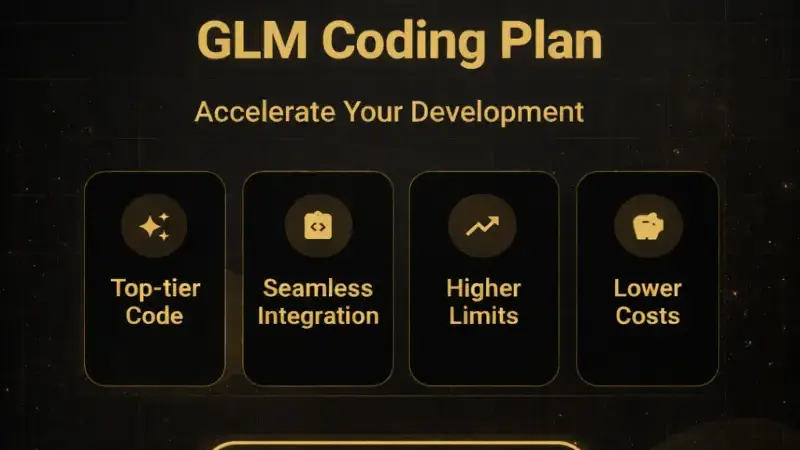 GLM Coding Plan
Accelerate Your Development
Top-tier
Code
Seamless
Integration
Higher
Limits
Lower
Costs